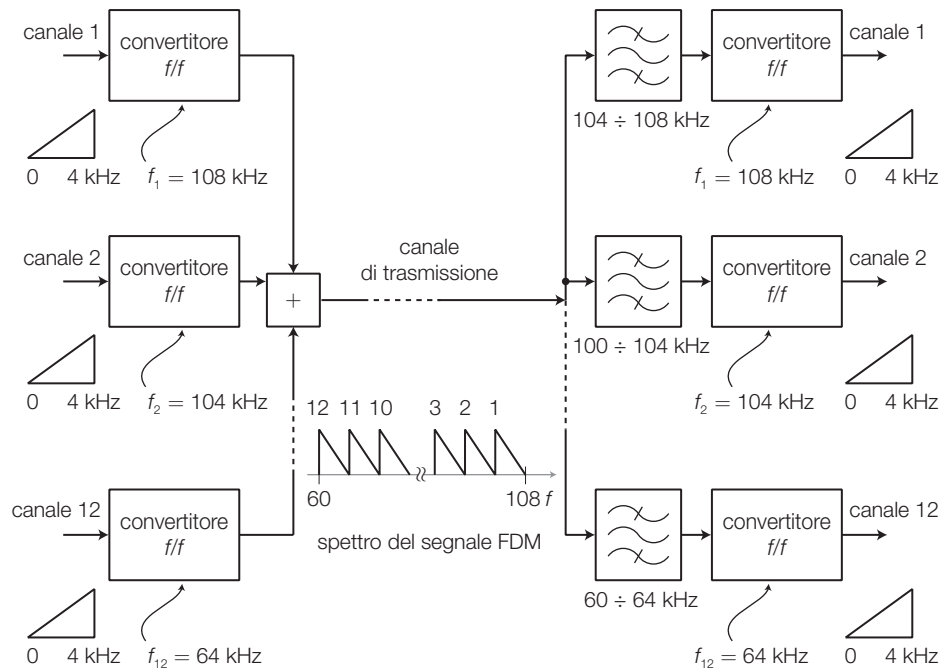 canale 1
convertitore
f/f
0 4 kHz
f1 = 108 kHz
canale 2
convertitore
f/f
0 4 kHz
f2 = 104 kHz
canale 12
convertitore
f/f
0 4 kHz
f12 = 64 kHz
+
canale
di trasmissione
12 11 10 3 2 1
60 108 f
spettro del segnale FDM
104 ÷ 108 kHz
convertitore
f/f
canale 1
f1 = 108 kHz
0 4 kHz
100 ÷ 104 kHz
convertitore
f/f
canale 2
f2 = 104 kHz
0 4 kHz
60 ÷ 64 kHz
convertitore
f/f
canale 12
f12 = 64 kHz
0 4 kHz